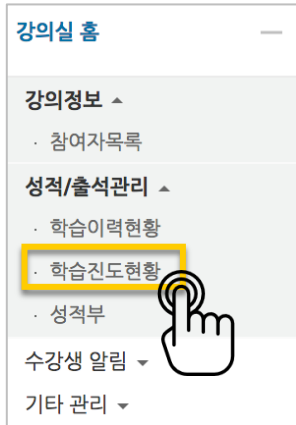 강의실 홈
강의정보
· 참여자목록
성적/출석관리
· 학습이력현황
· 학습진도현황
· 성적부
수강생 알림
기타 관리